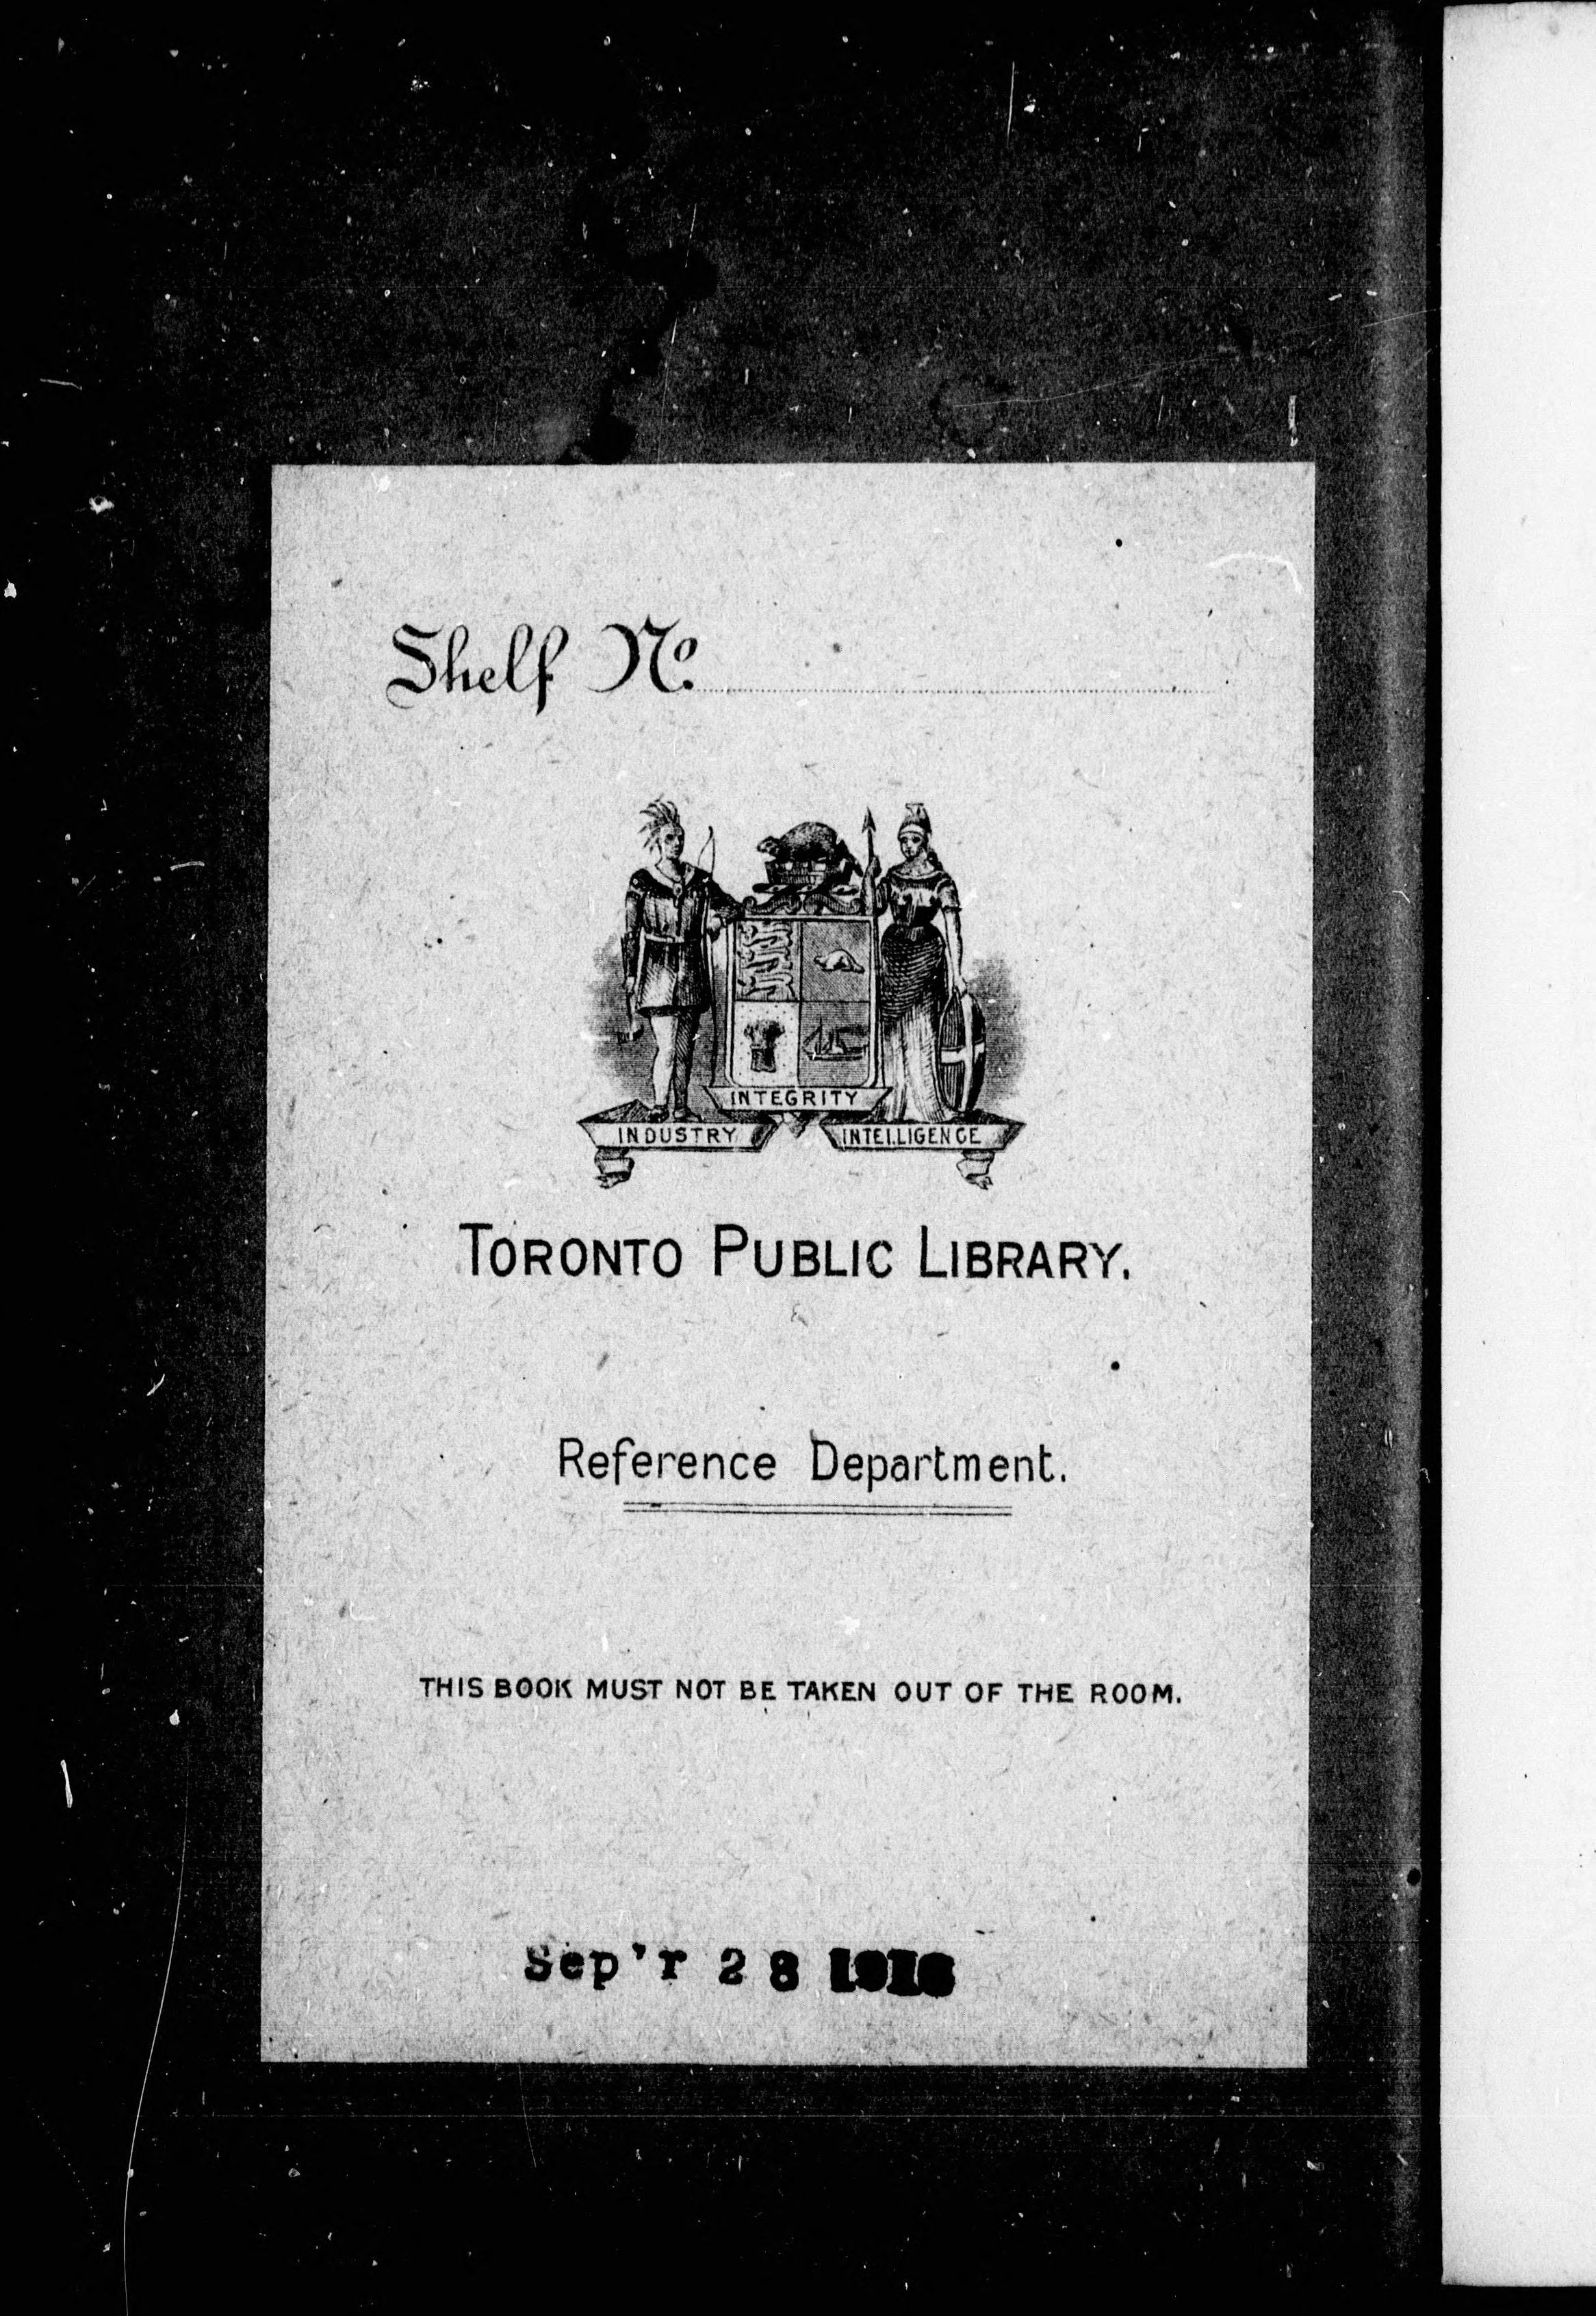 Shelf No.
INTEGRITY
INDUSTRY INTELLIGENCE
TORONTO PUBLIC LIBRARY.
Reference Department.
THIS BOOK MUST NOT BE TAKEN OUT OF THE ROOM.
Sep'r 28